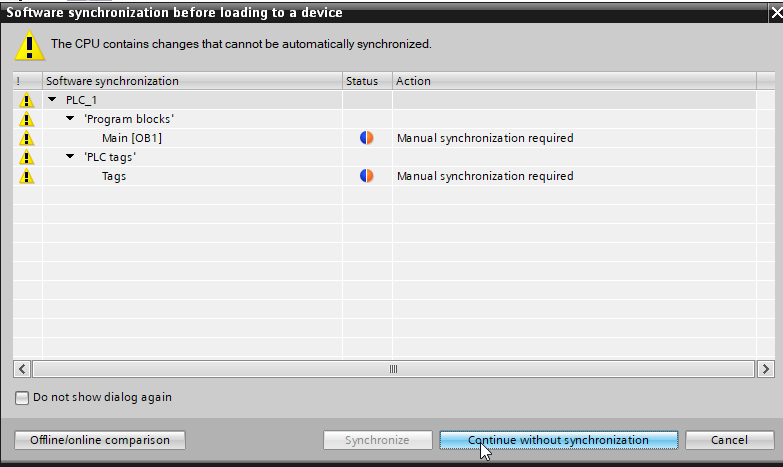 Software synchronization before loading to a device
The CPU contains changes that cannot be automatically synchronized.
! Software synchronization Status Action
PLC_1
'Program blocks'
Main [OB1] Manual synchronization required
'PLC tags'
Tags Manual synchronization required
Do not show dialog again
Offline/online comparison Synchronize Continue without synchronization Cancel